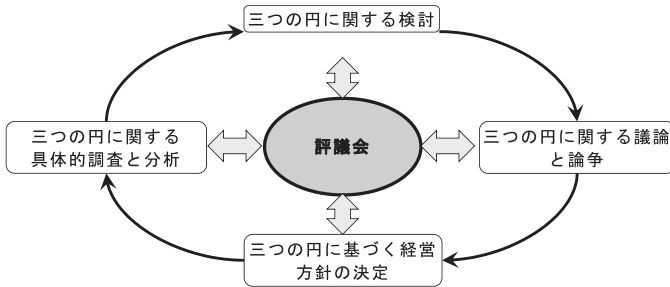 三つの円に関する検討
三つの円に関する
具体的調査と分析
評議会
三つの円に関する議論
と論争
三つの円に基づく経営
方針の決定